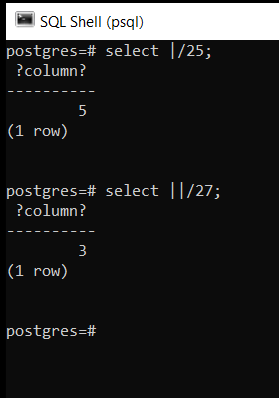 SQL Shell (psql)
postgres=# select |/25;
?column?
----------
5
(1 row)
postgres=# select ||/27;
?column?
----------
3
(1 row)
postgres=#